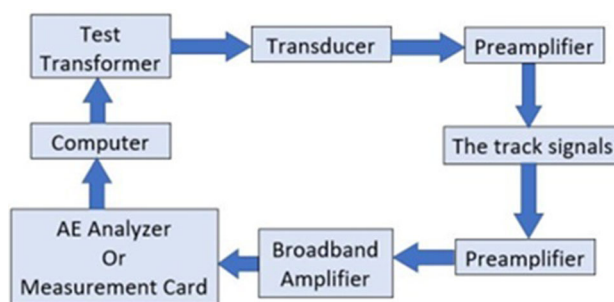 Test
Transformer
Transducer
Preamplifier
The track signals
Preamplifier
Broadband
Amplifier
AE Analyzer
Or
Measurement Card
Computer